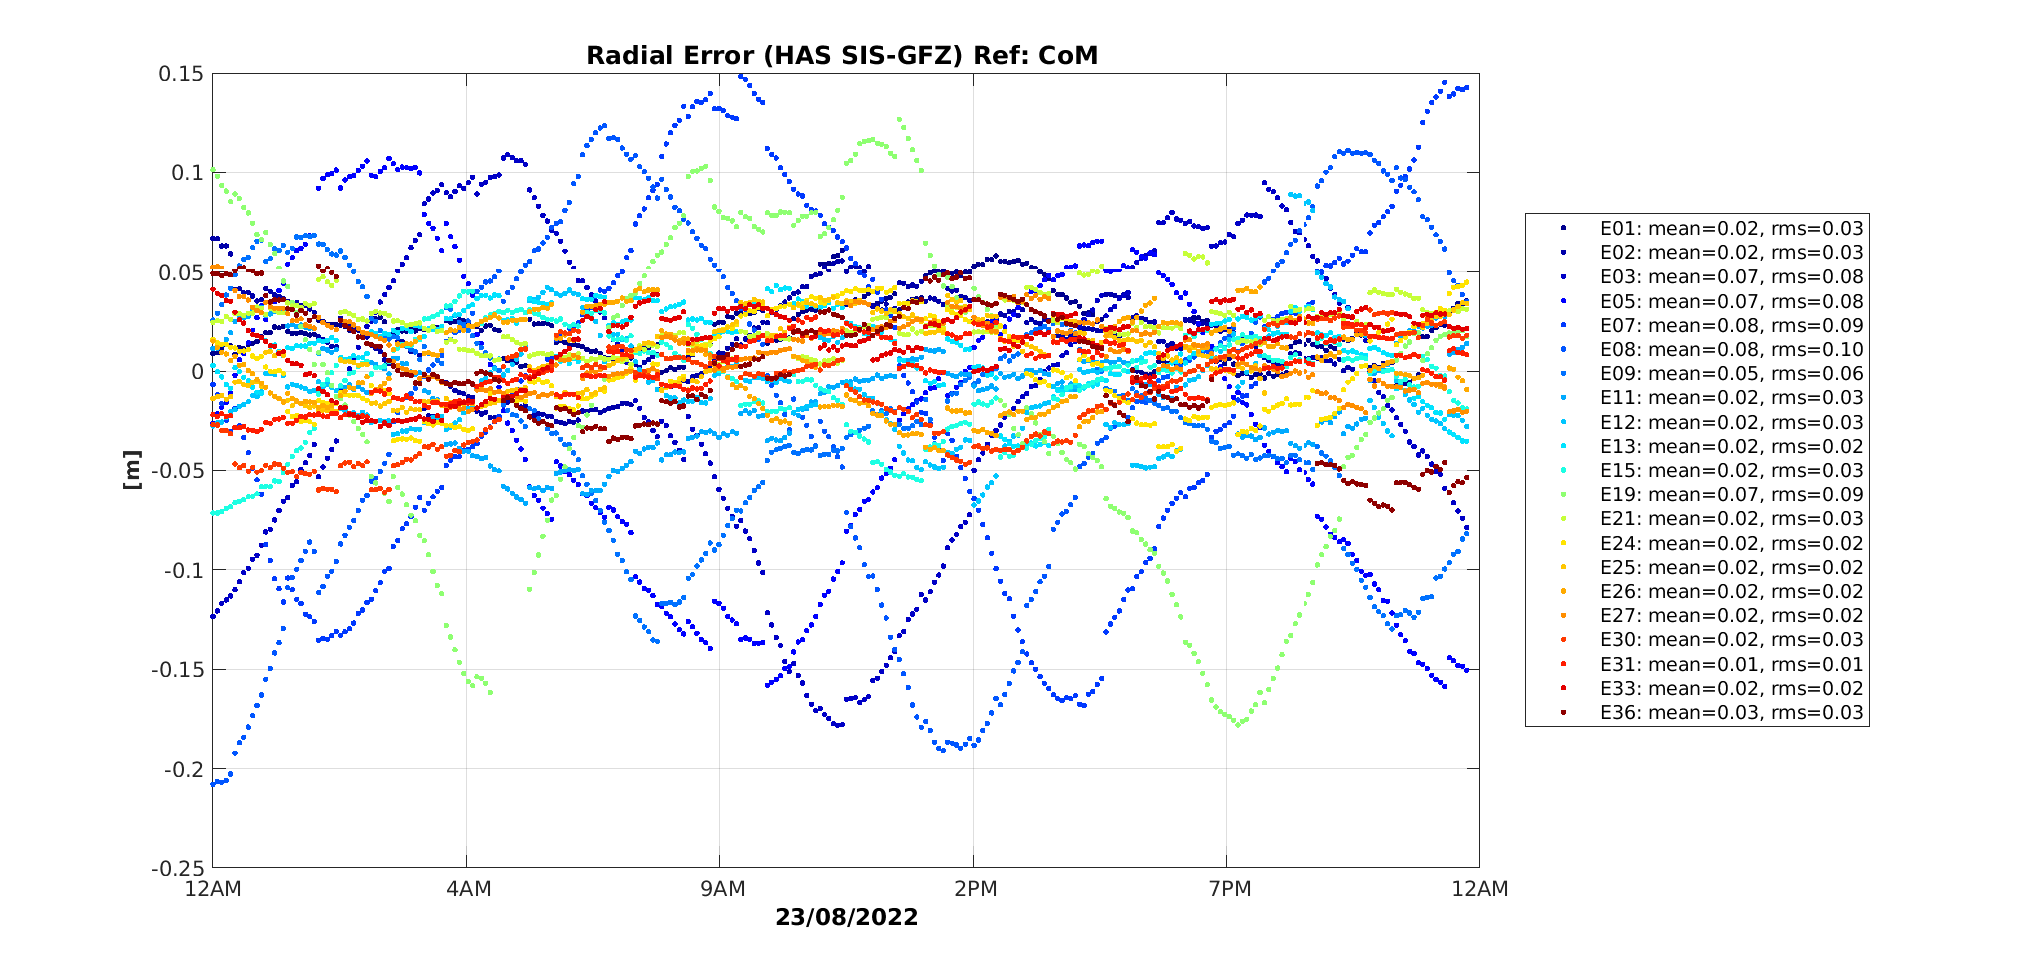 Radial Error (HAS SIS-GFZ) Ref: CoM
0.15
0.1
0.05
0
-0.05
-0.1
-0.15
-0.2
-0.25
[m]
12AM 4AM 9AM 2PM 7PM 12AM
23/08/2022
E01: mean=0.02, rms=0.03
E02: mean=0.02, rms=0.03
E03: mean=0.07, rms=0.08
E05: mean=0.07, rms=0.08
E07: mean=0.08, rms=0.09
E08: mean=0.08, rms=0.10
E09: mean=0.05, rms=0.06
E11: mean=0.02, rms=0.03
E12: mean=0.02, rms=0.03
E13: mean=0.02, rms=0.02
E15: mean=0.02, rms=0.03
E19: mean=0.07, rms=0.09
E21: mean=0.02, rms=0.03
E24: mean=0.02, rms=0.02
E25: mean=0.02, rms=0.02
E26: mean=0.02, rms=0.02
E27: mean=0.02, rms=0.02
E30: mean=0.02, rms=0.03
E31: mean=0.01, rms=0.01
E33: mean=0.02, rms=0.02
E36: mean=0.03, rms=0.03